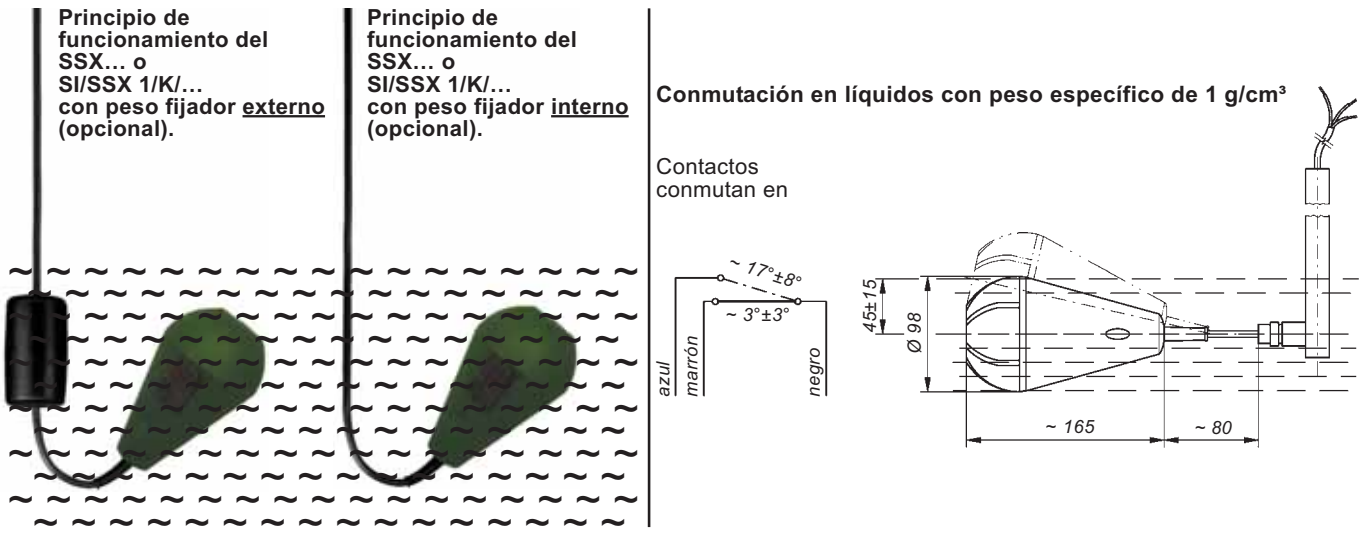 Principio de
funcionamiento del
SSX… o
SI/SSX 1/K/…
con peso fijador externo
(opcional).
Principio de
funcionamiento del
SSX… o
SI/SSX 1/K/…
con peso fijador interno
(opcional).
Conmutación en líquidos con peso específico de 1 g/cm³
Contactos
conmutan en
~ 17°±8°
~ 3°±3°
azul
marrón
negro
45±15
Ø 98
~ 165
~ 80